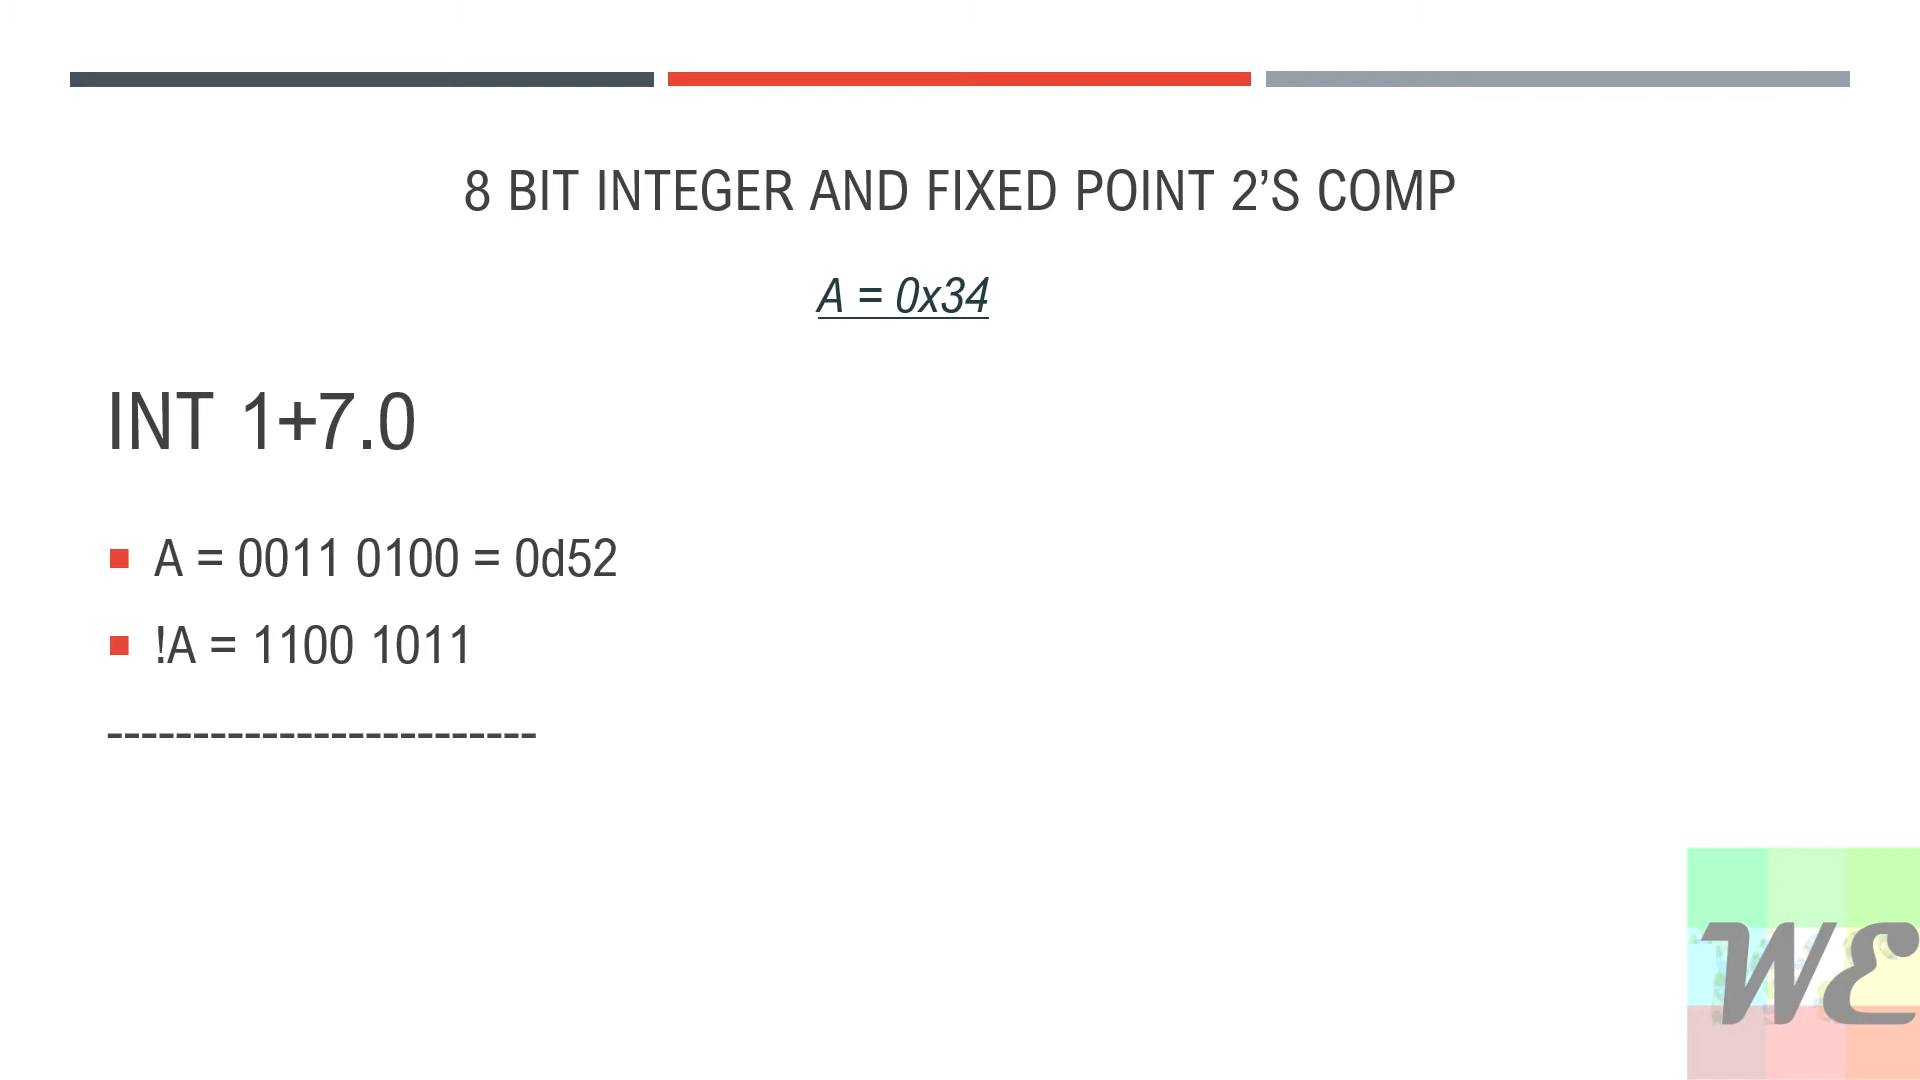 8 BIT INTEGER AND FIXED POINT 2’S COMP
A = 0x34
INT 1+7.0
A = 0011 0100 = 0d52
!A = 1100 1011
-------------------------
WE